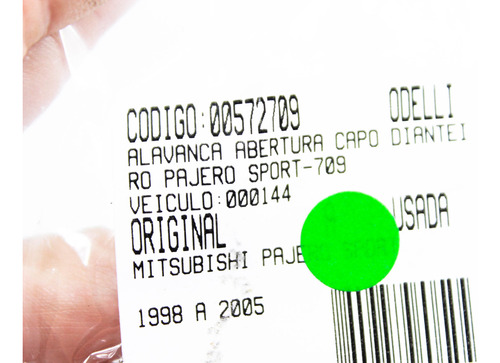 CODIGO:00572709 ODELLI
ALAVANCA ABERTURA CAPO DIANTEI
RO PAJERO SPORT-709
VEICULO:000144
ORIGINAL USADA
MITSUBISHI PAJERO SPORT
1998 A 2005